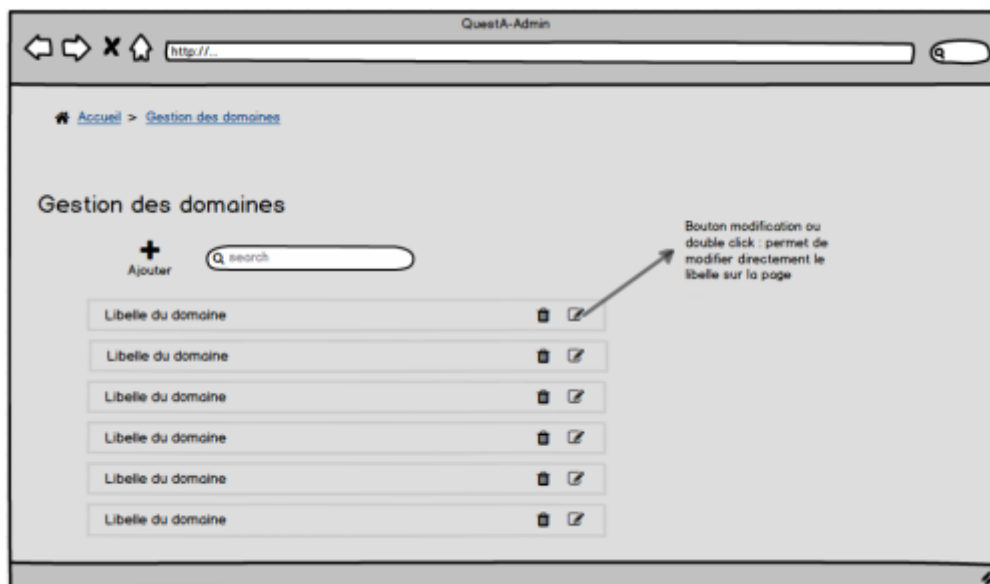 QuestA-Admin
http://...
Accueil > Gestion des domaines
Gestion des domaines
Ajouter
search
Bouton modification ou
double click : permet de
modifier directement le
libelle sur la page
Libelle du domaine
Libelle du domaine
Libelle du domaine
Libelle du domaine
Libelle du domaine
Libelle du domaine